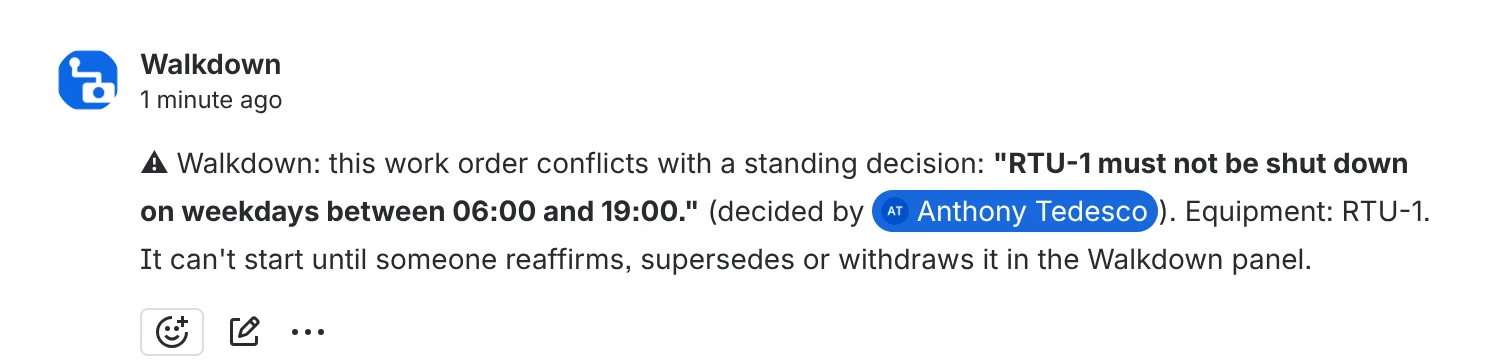 Walkdown
1 minute ago
⚠ Walkdown: this work order conflicts with a standing decision: "RTU-1 must not be shut down
on weekdays between 06:00 and 19:00." (decided by AT Anthony Tedesco). Equipment: RTU-1.
It can't start until someone reaffirms, supersedes or withdraws it in the Walkdown panel.